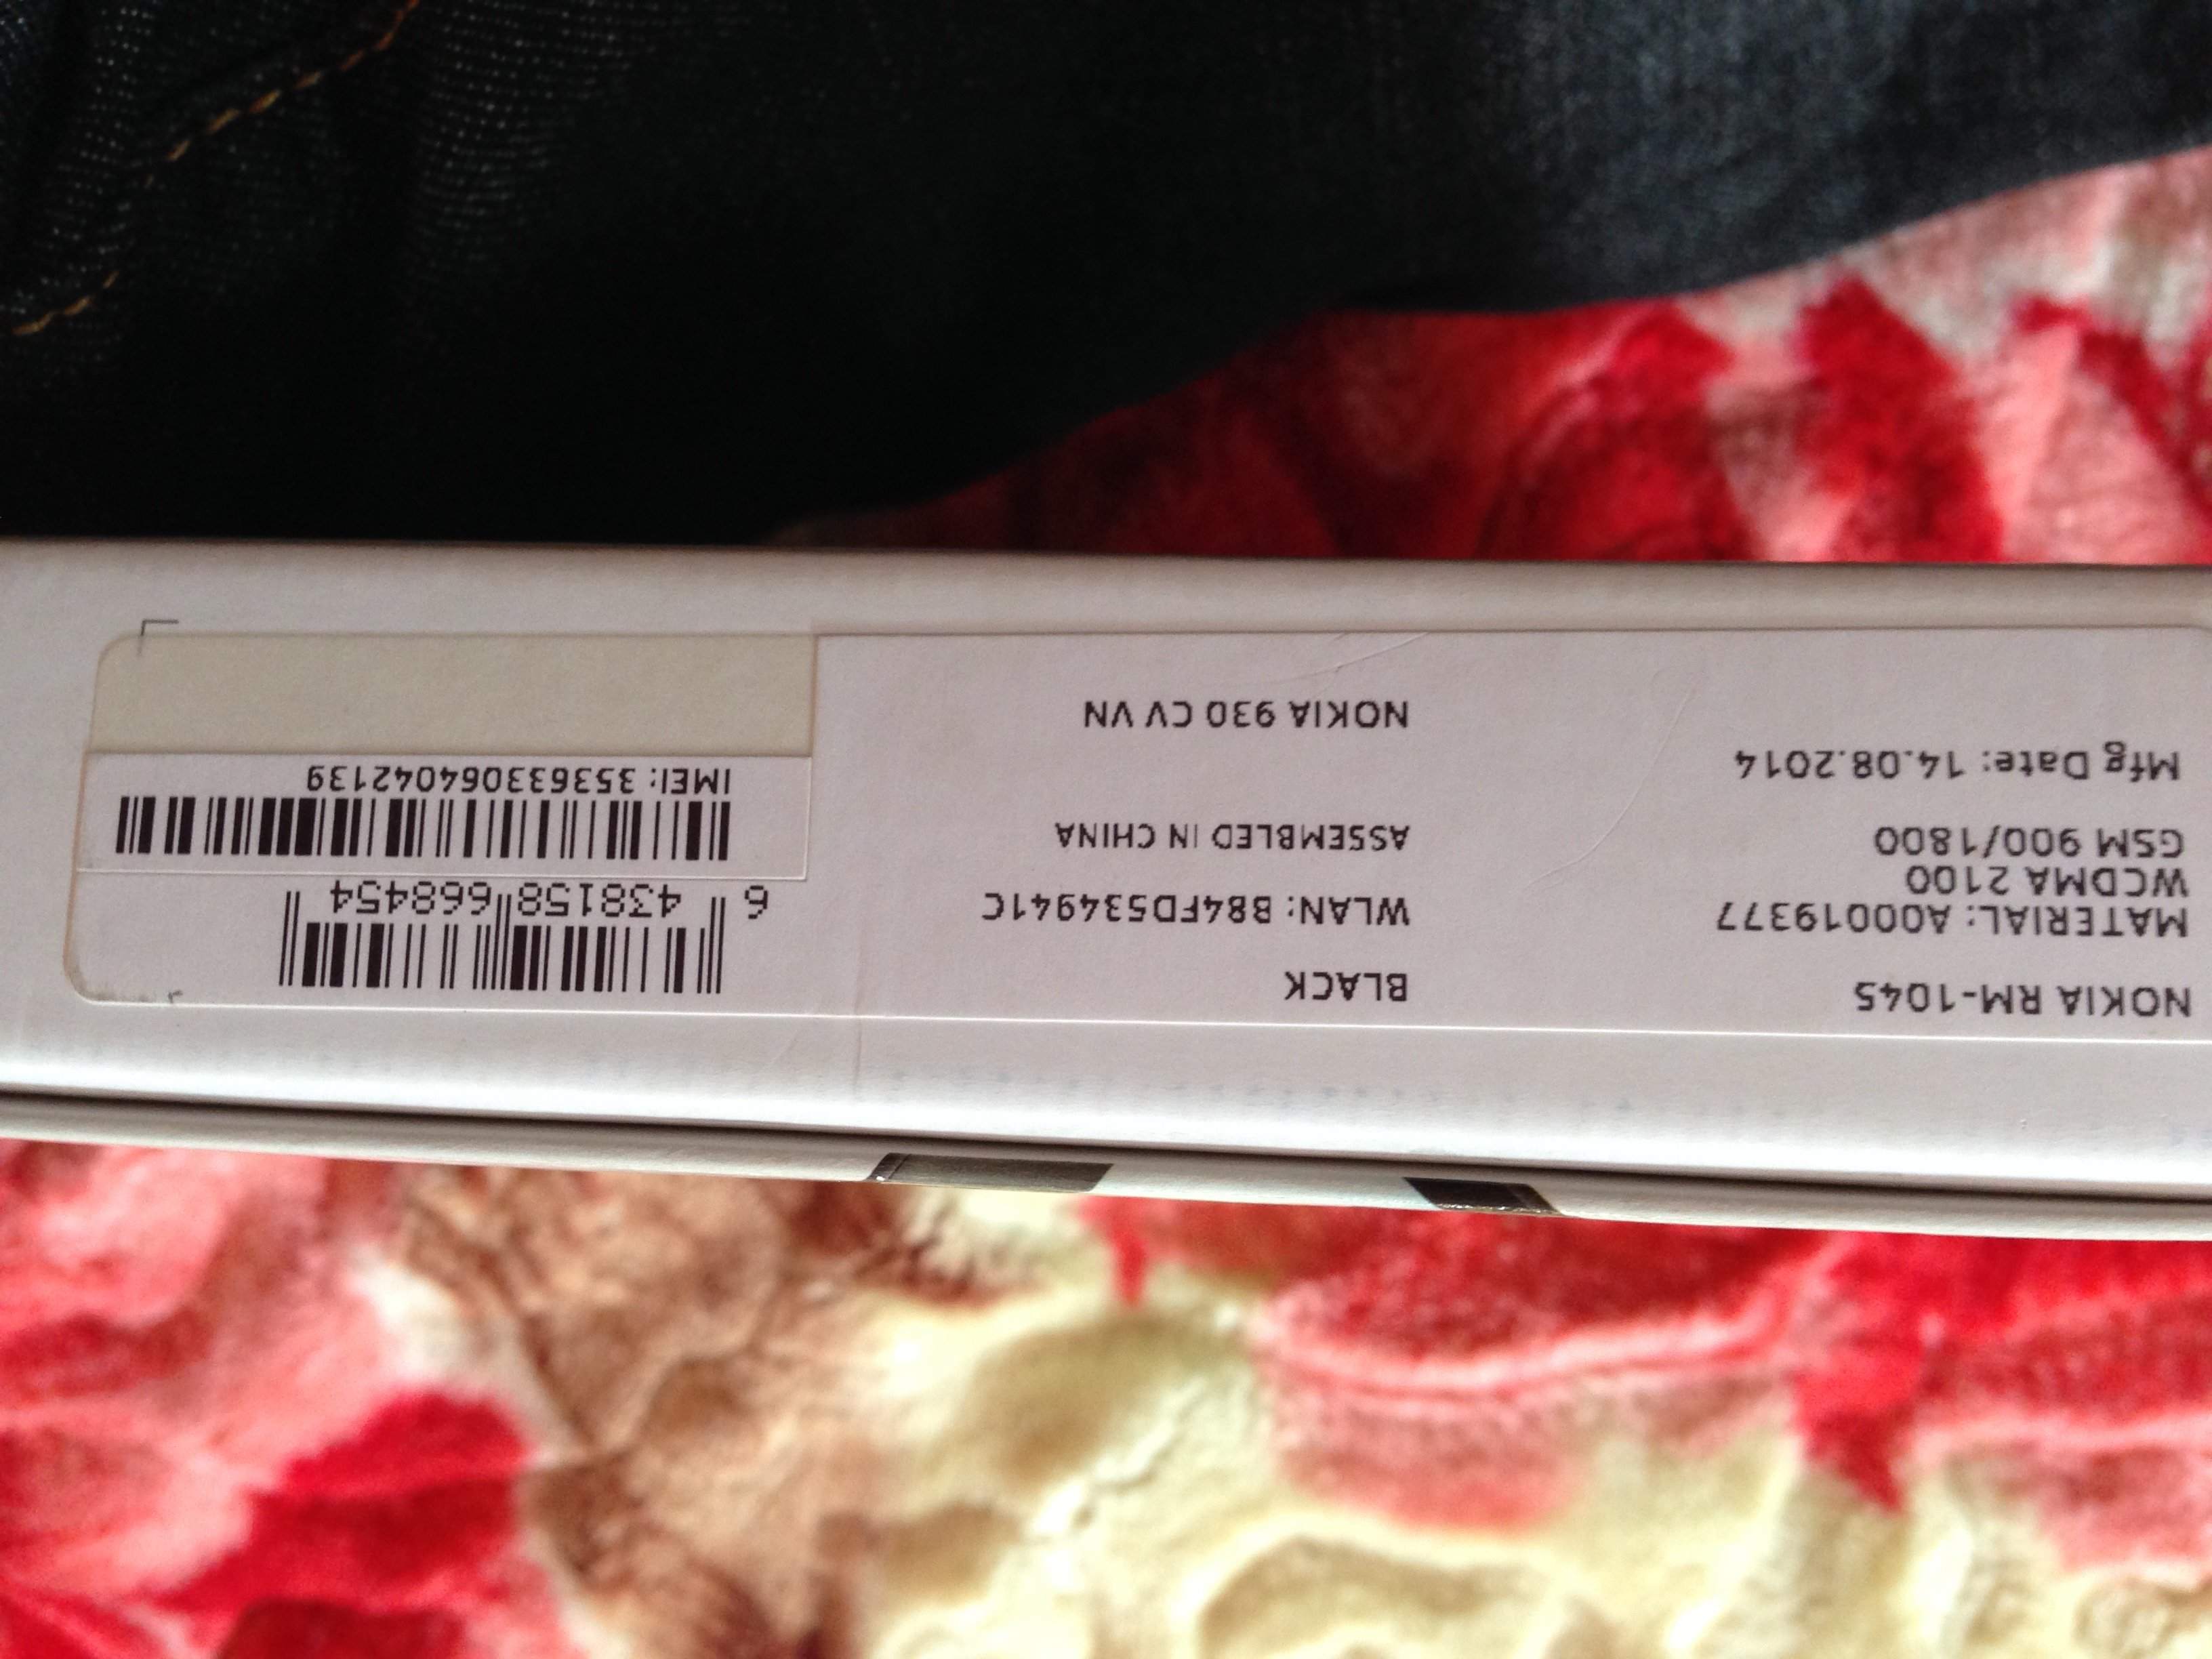 NOKIA RM-1045
MATERIAL: A00019377
WCDMA 2100
GSM 900/1800
Mfg Date: 14.08.2014
BLACK
WLAN: B84FD534941C
ASSEMBLED IN CHINA
NOKIA 930 CV VN
6 438158 668454
IMEI: 353633064042139